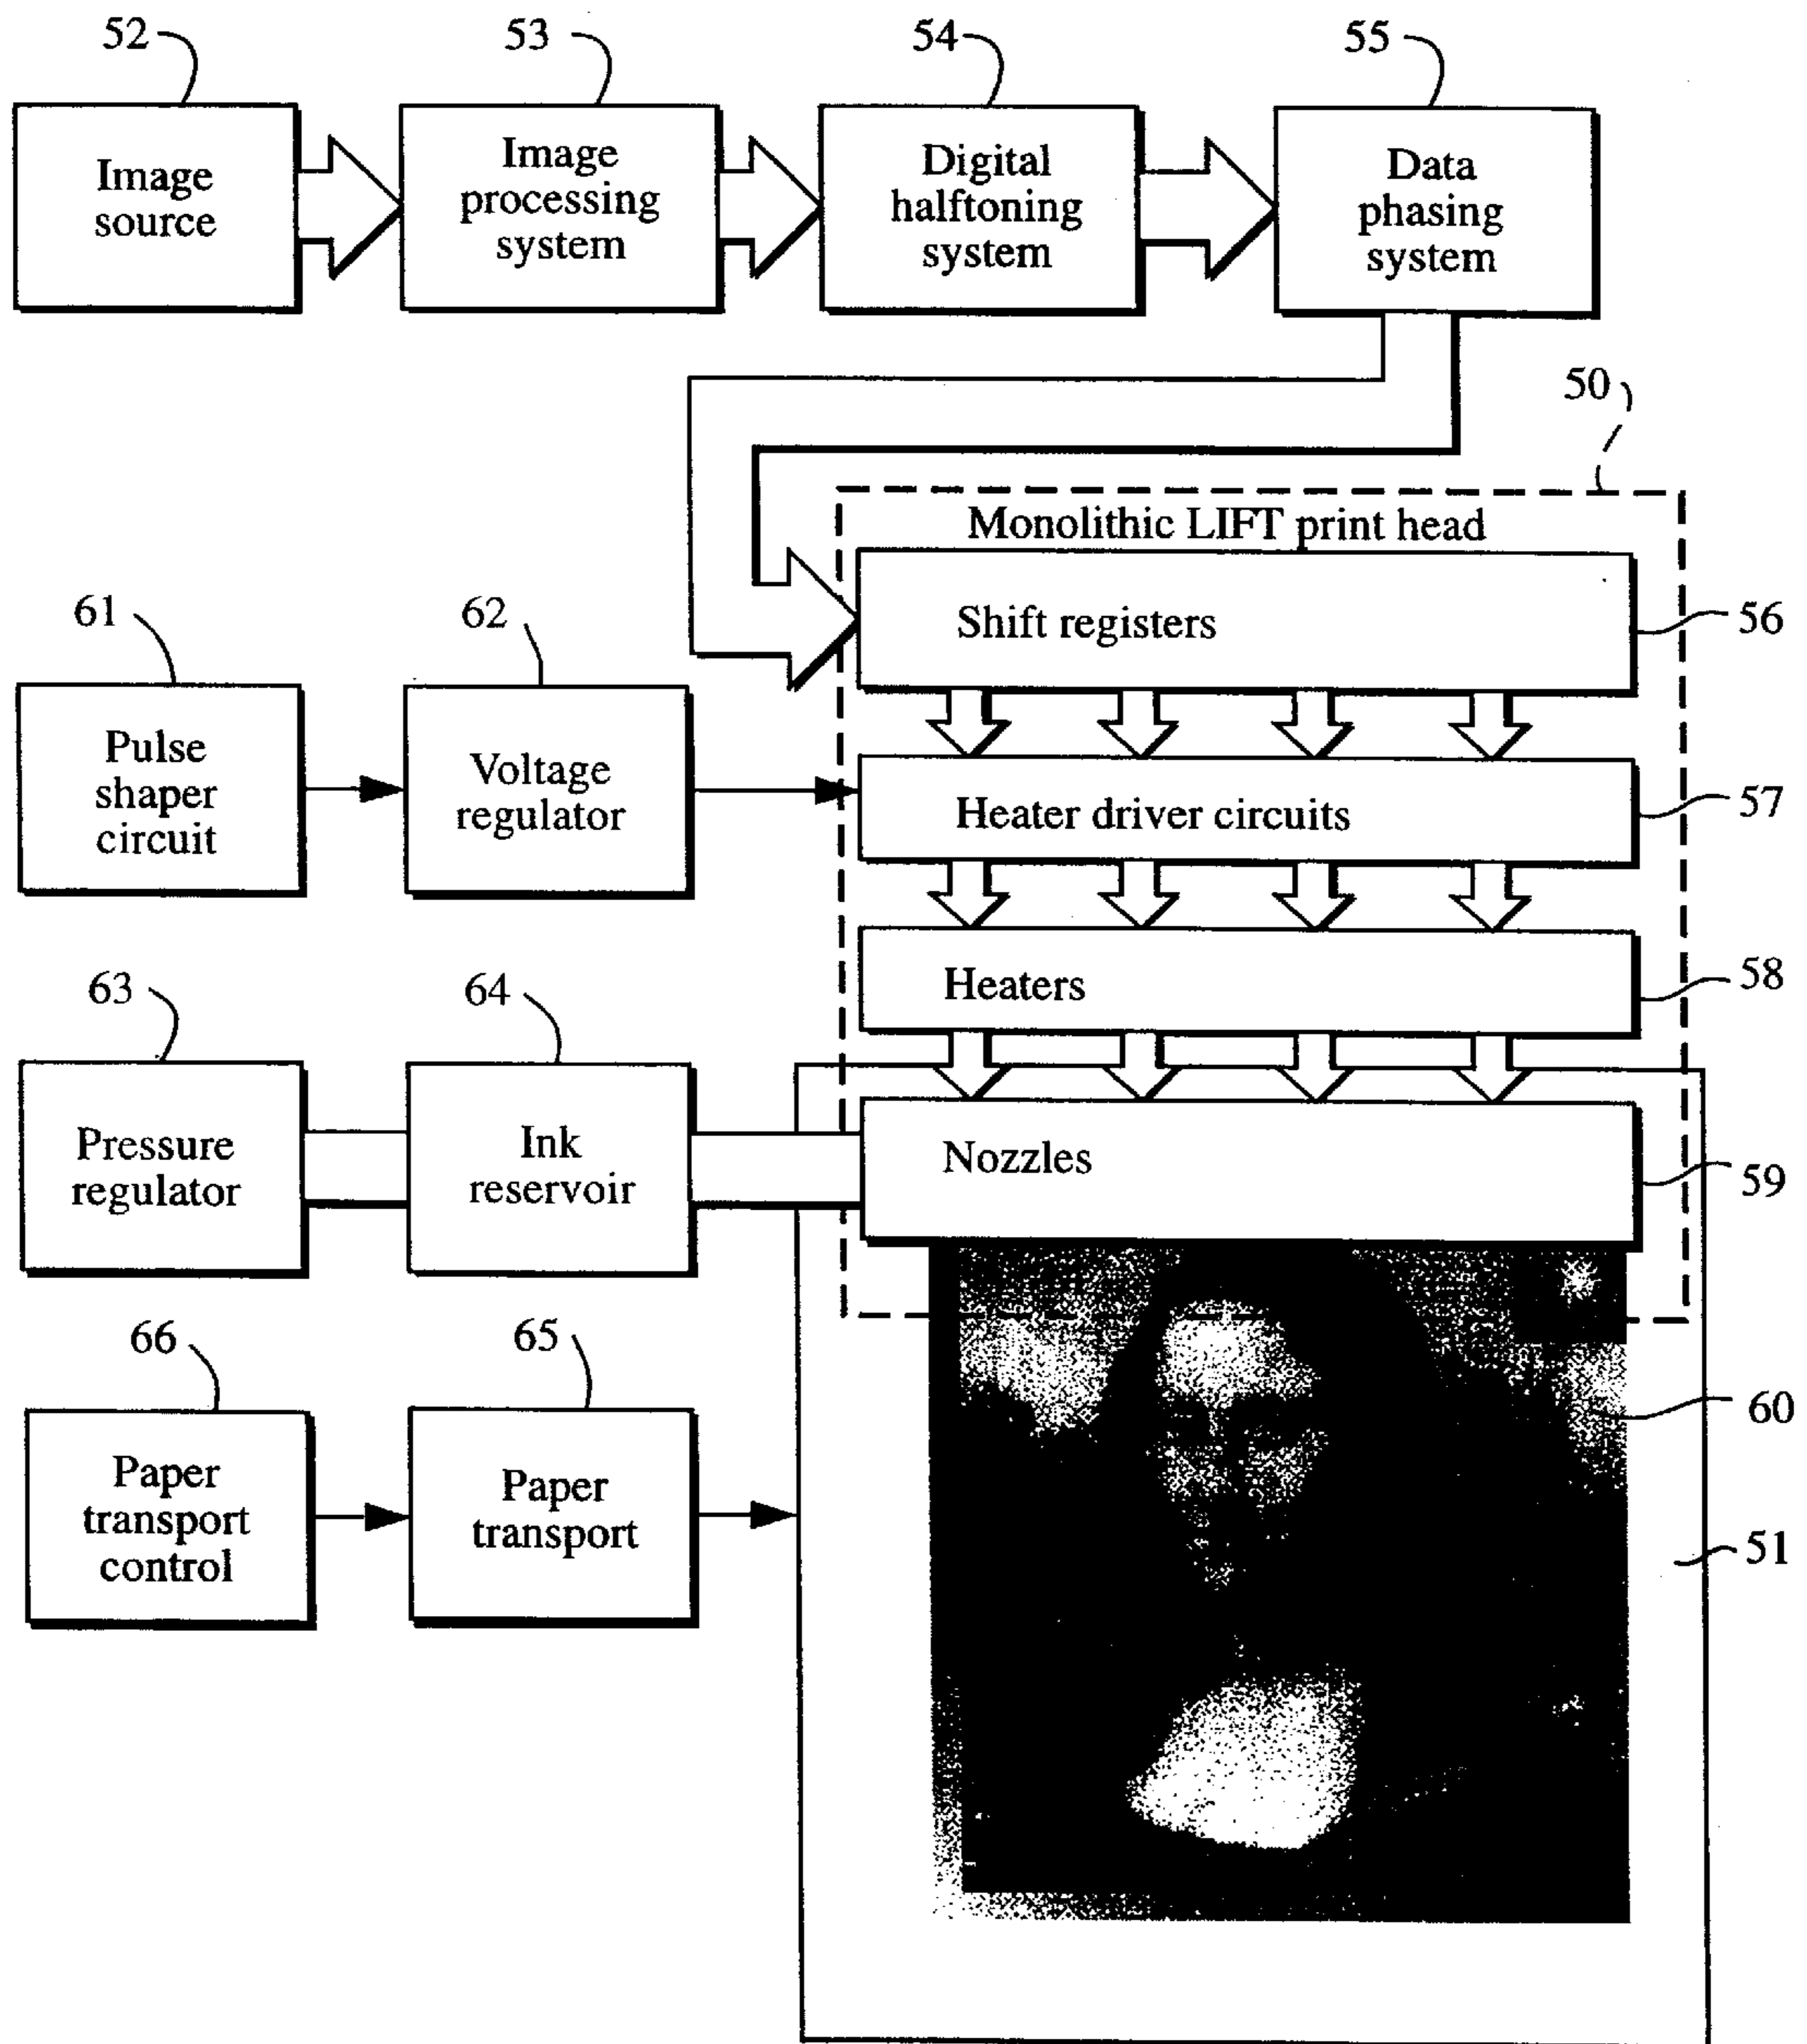 52
53
54
55
Image
source
Image
processing
system
Digital
halftoning
system
Data
phasing
system
50
Monolithic LIFT print head
Shift registers
56
61
62
Pulse
shaper
circuit
Voltage
regulator
Heater driver circuits
57
Heaters
58
63
64
Pressure
regulator
Ink
reservoir
Nozzles
59
66
65
Paper
transport
control
Paper
transport
60
51